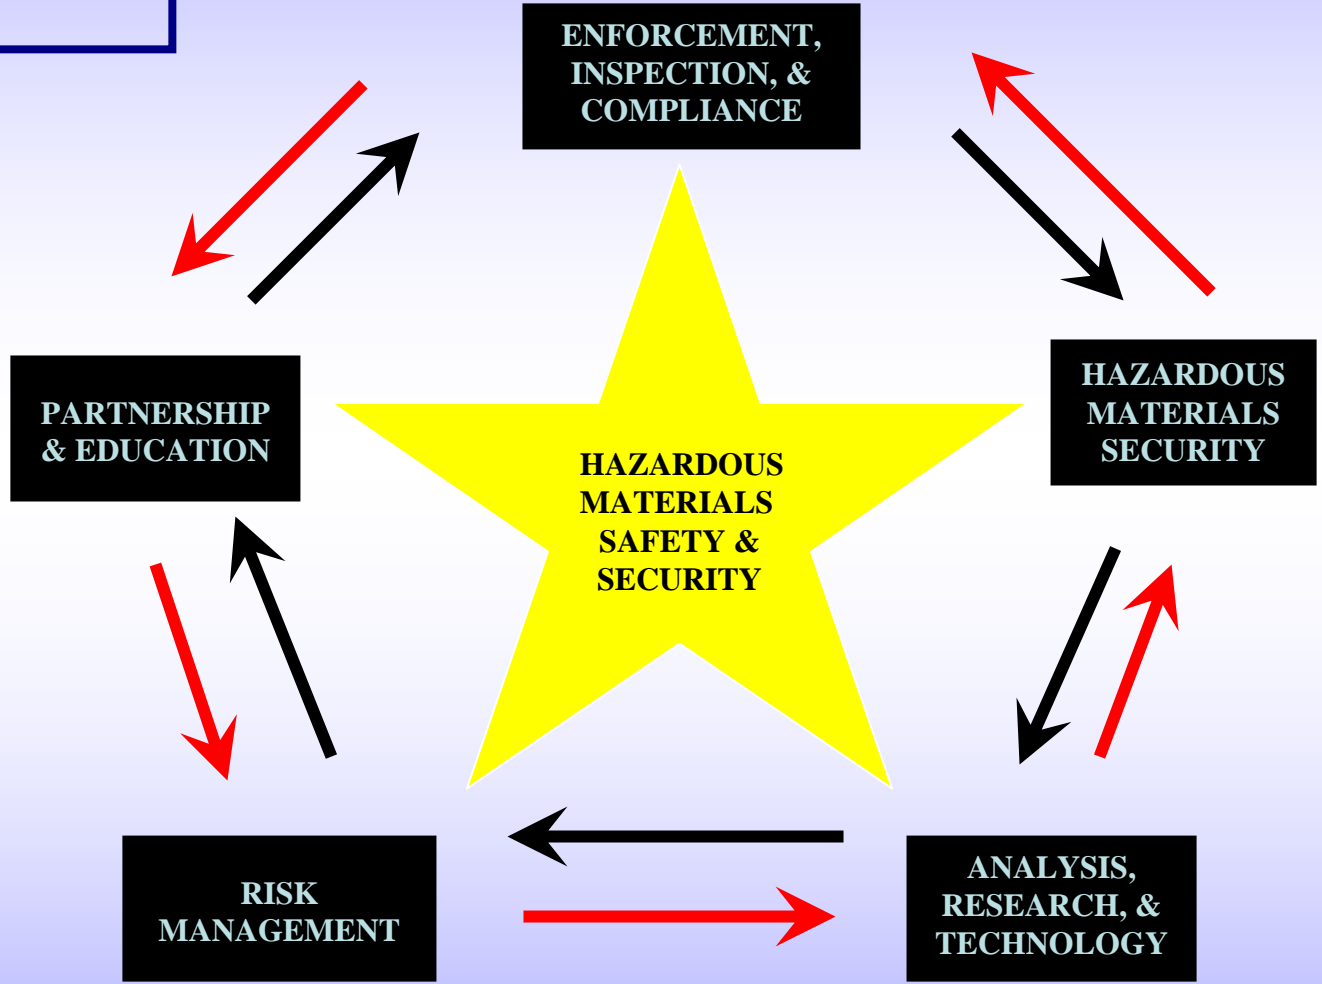 ENFORCEMENT,
INSPECTION, &
COMPLIANCE
PARTNERSHIP
& EDUCATION
HAZARDOUS
MATERIALS
SECURITY
HAZARDOUS
MATERIALS
SAFETY &
SECURITY
RISK
MANAGEMENT
ANALYSIS,
RESEARCH, &
TECHNOLOGY